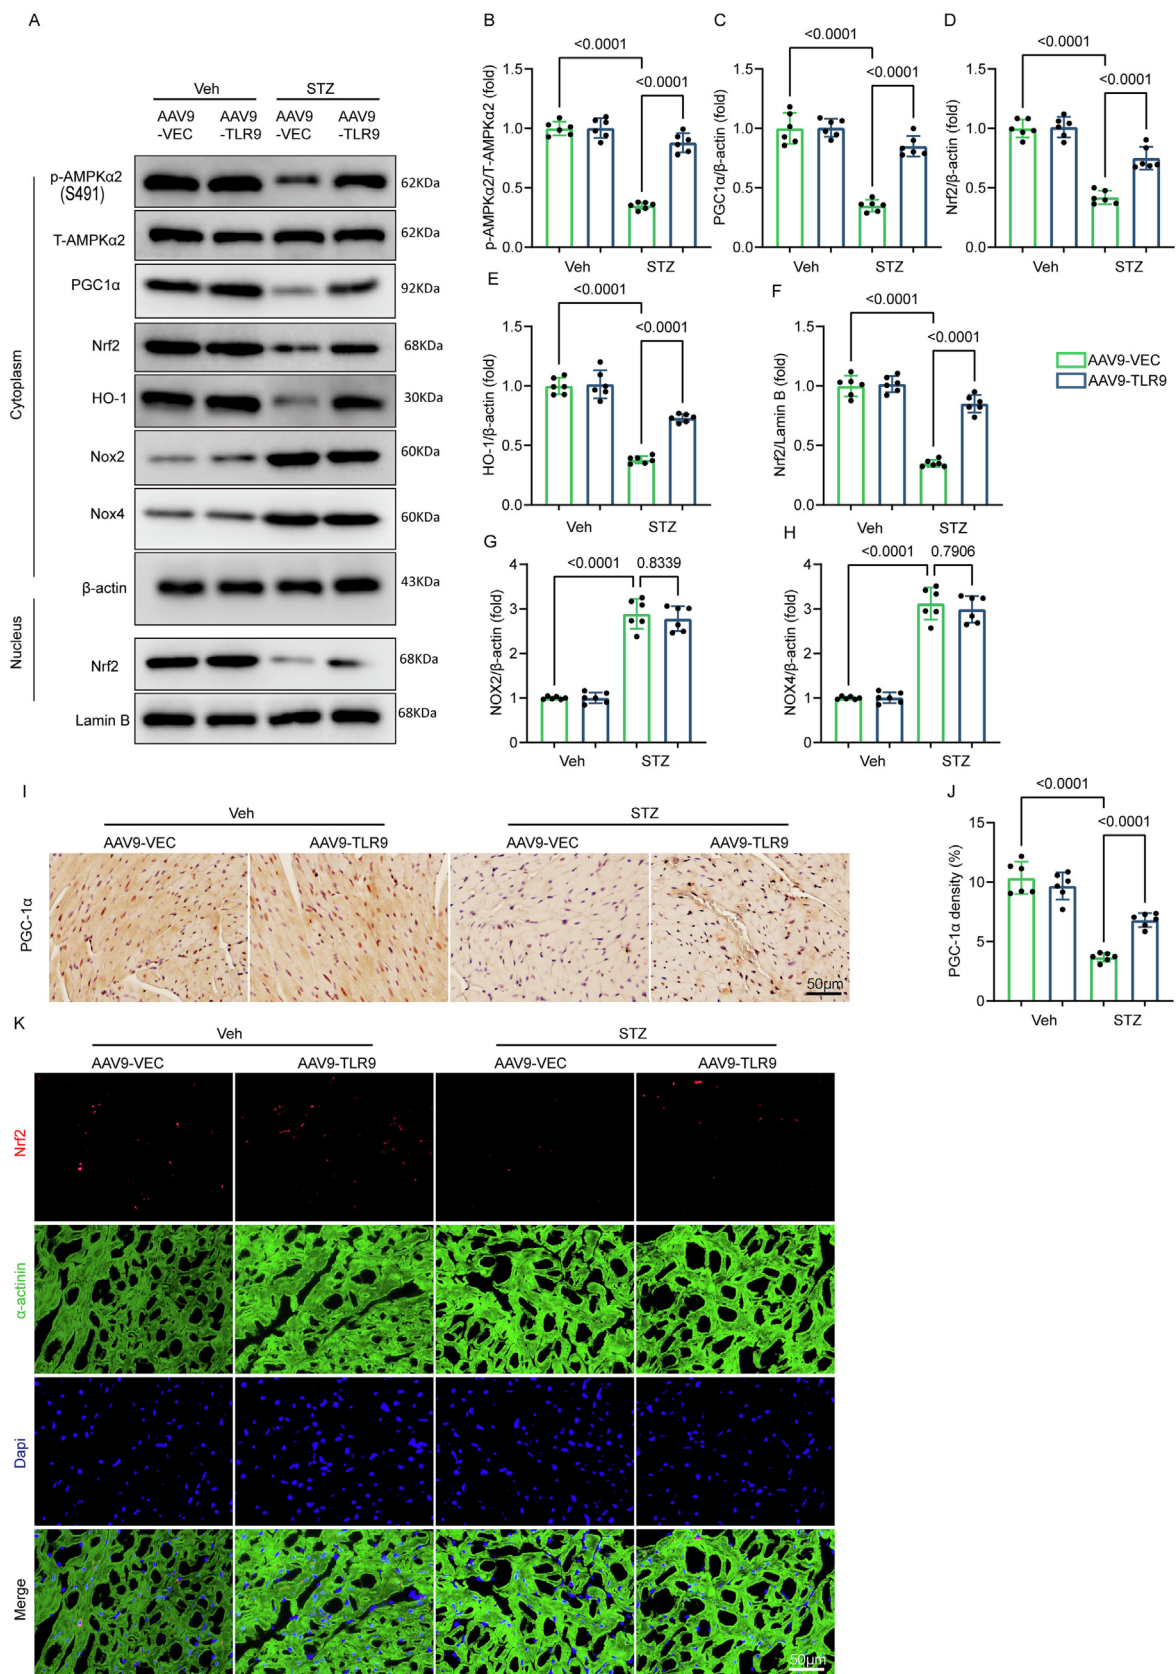 A
Veh STZ
AAV9 AAV9 AAV9 AAV9
-VEC -TLR9 -VEC -TLR9
Cytoplasm
p-AMPKα2
(S491)
62KDa
T-AMPKα2 62KDa
PGC1α 92KDa
Nrf2 68KDa
HO-1 30KDa
Nox2 60KDa
Nox4 60KDa
β-actin 43KDa
Nucleus
Nrf2 68KDa
Lamin B 68KDa
B
<0.0001
<0.0001
p-AMPKα2/T-AMPKα2 (fold)
1.5
1.0
0.5
0.0
Veh STZ
C
<0.0001
<0.0001
PGC1α/β-actin (fold)
1.5
1.0
0.5
0.0
Veh STZ
D
<0.0001
<0.0001
Nrf2/β-actin (fold)
1.5
1.0
0.5
0.0
Veh STZ
E
<0.0001
<0.0001
HO-1/β-actin (fold)
1.5
1.0
0.5
0.0
Veh STZ
F
<0.0001
<0.0001
Nrf2/Lamin B (fold)
1.5
1.0
0.5
0.0
Veh STZ
AAV9-VEC
AAV9-TLR9
G
<0.0001 0.8339
NOX2/β-actin (fold)
4
3
2
1
0
Veh STZ
H
<0.0001 0.7906
NOX4/β-actin (fold)
4
3
2
1
0
Veh STZ
I
Veh STZ
AAV9-VEC AAV9-TLR9 AAV9-VEC AAV9-TLR9
PGC-1α
50μm
J
<0.0001
<0.0001
PGC-1α density (%)
15
10
5
0
Veh STZ
K
Veh STZ
AAV9-VEC AAV9-TLR9 AAV9-VEC AAV9-TLR9
Nrf2
α-actinin
Dapi
Merge
50μm